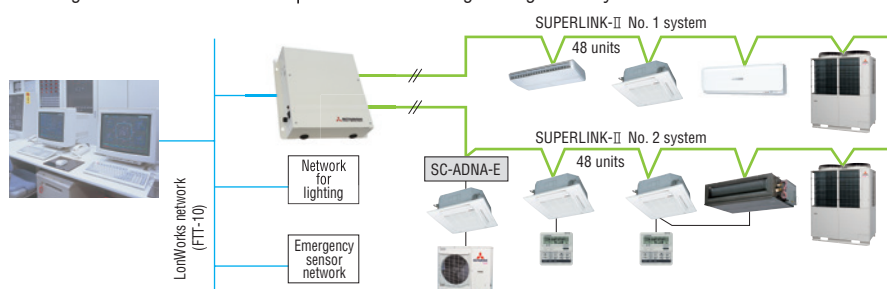 SUPERLINK-Ⅱ No. 1 system
48 units
SUPERLINK-Ⅱ No. 2 system
48 units
SC-ADNA-E
LonWorks network
(FTT-10)
Network
for
lighting
Emergency
sensor
network